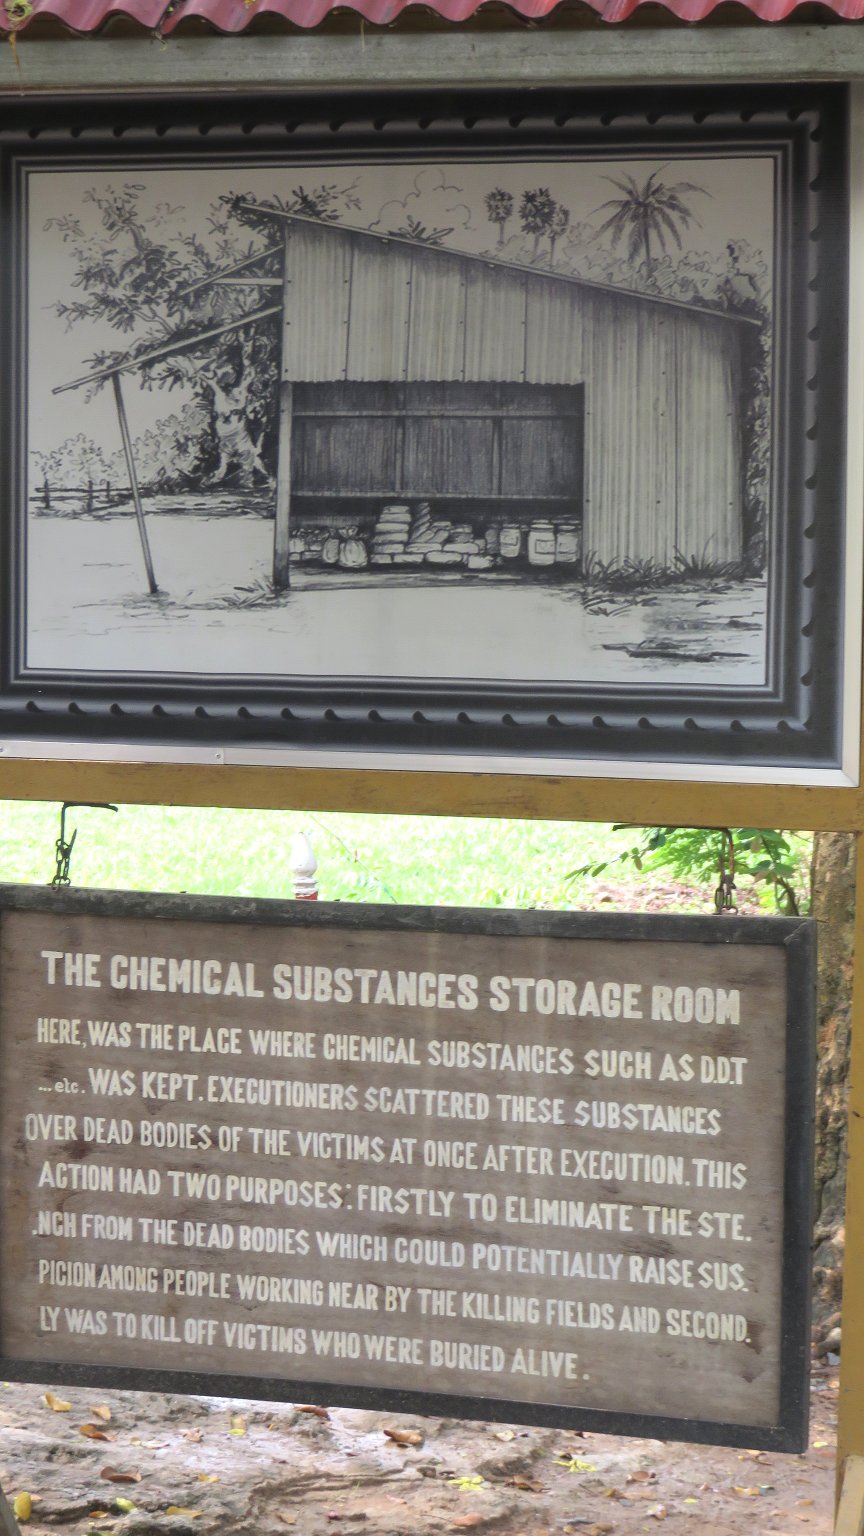 THE CHEMICAL SUBSTANCES STORAGE ROOM
HERE, WAS THE PLACE WHERE CHEMICAL SUBSTANCES SUCH AS D.D.T
...etc. WAS KEPT. EXECUTIONERS SCATTERED THESE SUBSTANCES
OVER DEAD BODIES OF THE VICTIMS AT ONCE AFTER EXECUTION. THIS
ACTION HAD TWO PURPOSES: FIRSTLY TO ELIMINATE THE STE.
.NCH FROM THE DEAD BODIES WHICH COULD POTENTIALLY RAISE SUS.
PICION AMONG PEOPLE WORKING NEAR BY THE KILLING FIELDS AND SECOND.
LY WAS TO KILL OFF VICTIMS WHO WERE BURIED ALIVE.